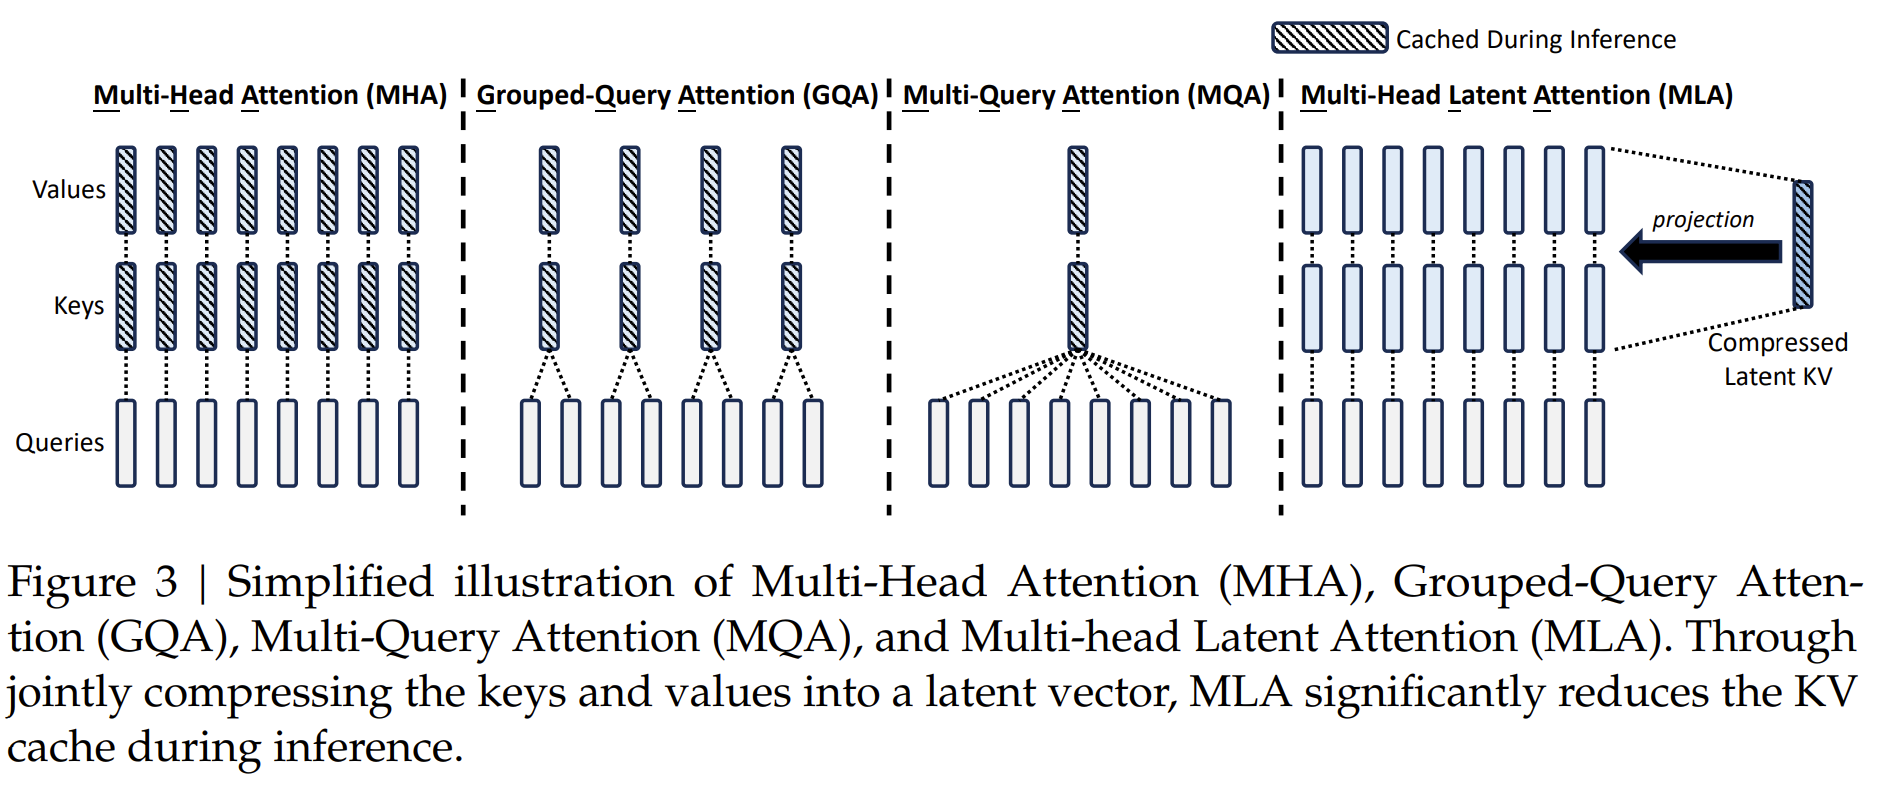 Cached During Inference
Multi-Head Attention (MHA)
Grouped-Query Attention (GQA)
Multi-Query Attention (MQA)
Multi-Head Latent Attention (MLA)
Values
Keys
Queries
projection
Compressed
Latent KV
Figure 3 | Simplified illustration of Multi-Head Attention (MHA), Grouped-Query Atten-
tion (GQA), Multi-Query Attention (MQA), and Multi-head Latent Attention (MLA). Through
jointly compressing the keys and values into a latent vector, MLA significantly reduces the KV
cache during inference.